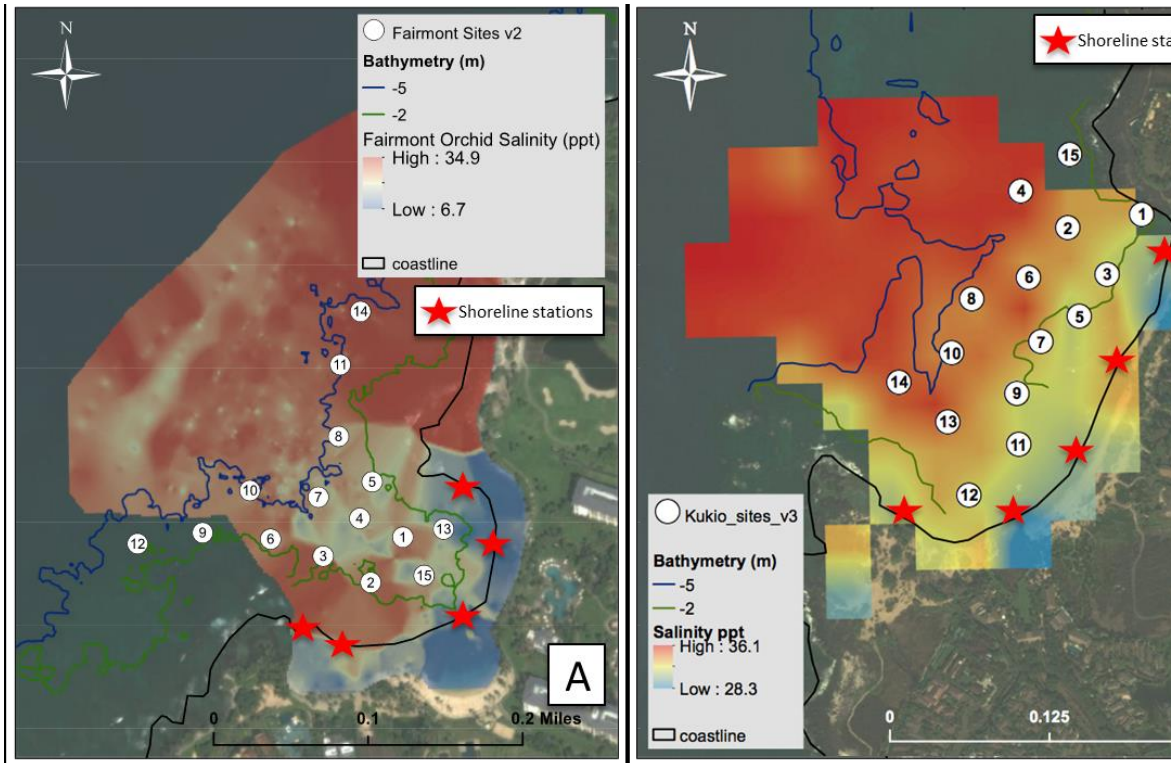 N
Fairmont Sites v2
Bathymetry (m)
-5
-2
Fairmont Orchid Salinity (ppt)
High : 34.9
Low : 6.7
coastline
Shoreline stations
14
11
8
5
10
7
4
13
12
9
6
1
3
2
15
A
0
0.1
0.2 Miles
N
Shoreline sta
15
4
1
2
3
6
8
5
7
10
14
9
13
11
12
Kukio_sites_v3
Bathymetry (m)
-5
-2
Salinity ppt
High : 36.1
Low : 28.3
coastline
0
0.125